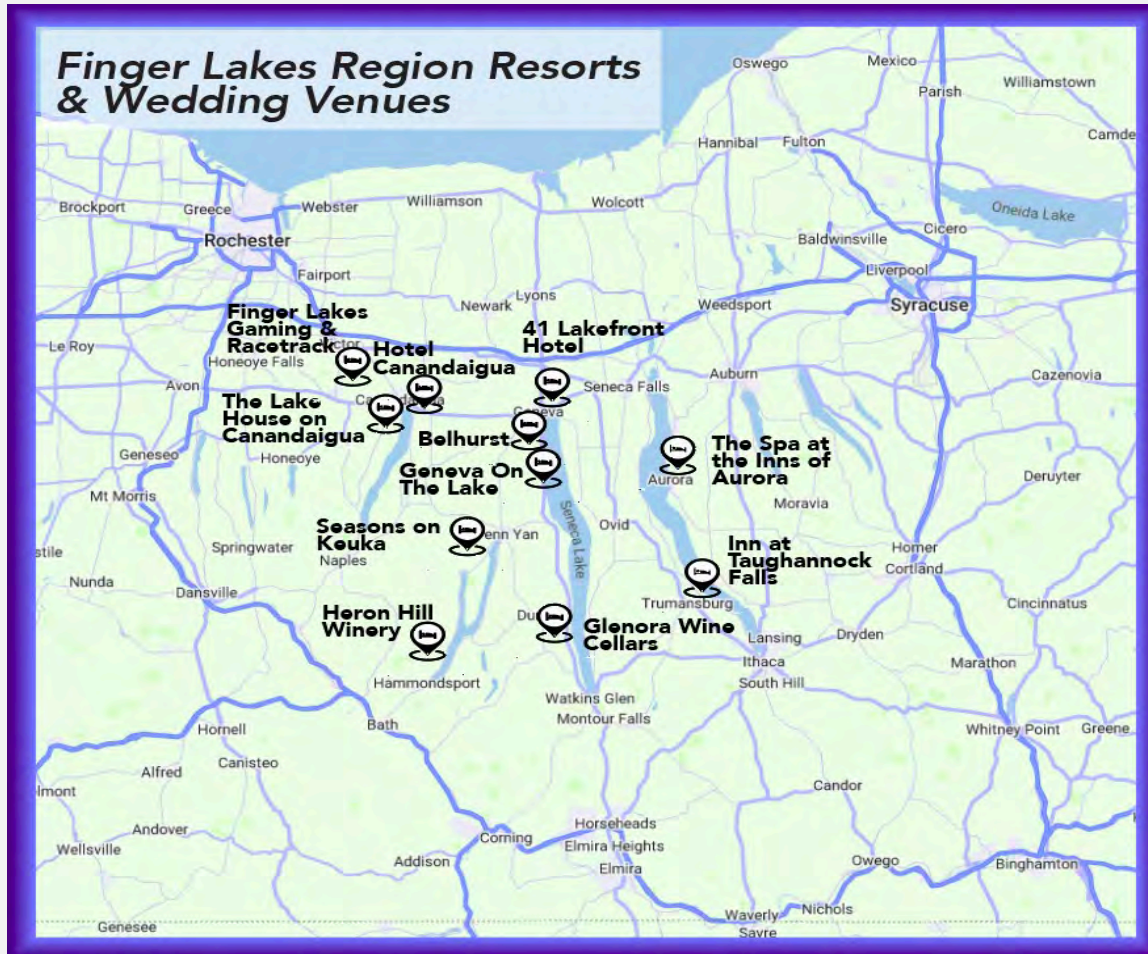 Finger Lakes Region Resorts
& Wedding Venues
Oswego
Mexico
Parish
Williamstown
Hannibal
Fulton
Camde
Brockport
Greece
Webster
Williamson
Wolcott
Oneida Lake
Rochester
Baldwinsville
Cicero
Fairport
Liverpool
Lyons
Newark
Weedsport
Syracuse
Finger Lakes
Gaming &
Racetrack
Hotel
Canandaigua
41 Lakefront
Hotel
Le Roy
Honeoye Falls
Avon
Seneca Falls
Auburn
Cazenovia
The Lake
House on
Canandaigua
Geneva
Belhurst
Geneva On
The Lake
The Spa at
the Inns of
Aurora
Geneseo
Honeoye
Aurora
Deruyter
Mt Morris
Moravia
Seneca Lake
Ovid
Seasons on
Keuka
enn Yan
Springwater
Naples
stile
Inn at
Taughannock
Falls
Homer
Cortland
Nunda
Dansville
Trumansburg
Cincinnatus
Heron Hill
Winery
Du
Glenora Wine
Cellars
Lansing
Dryden
Ithaca
Marathon
Hammondsport
South Hill
Watkins Glen
Montour Falls
Bath
Hornell
Whitney Point
Greene
Canisteo
Alfred
lmont
Candor
Andover
Wellsville
Corning
Horseheads
Elmira Heights
Elmira
Addison
Owego
Binghamton
Waverly
Nichols
Sayre
Genesee